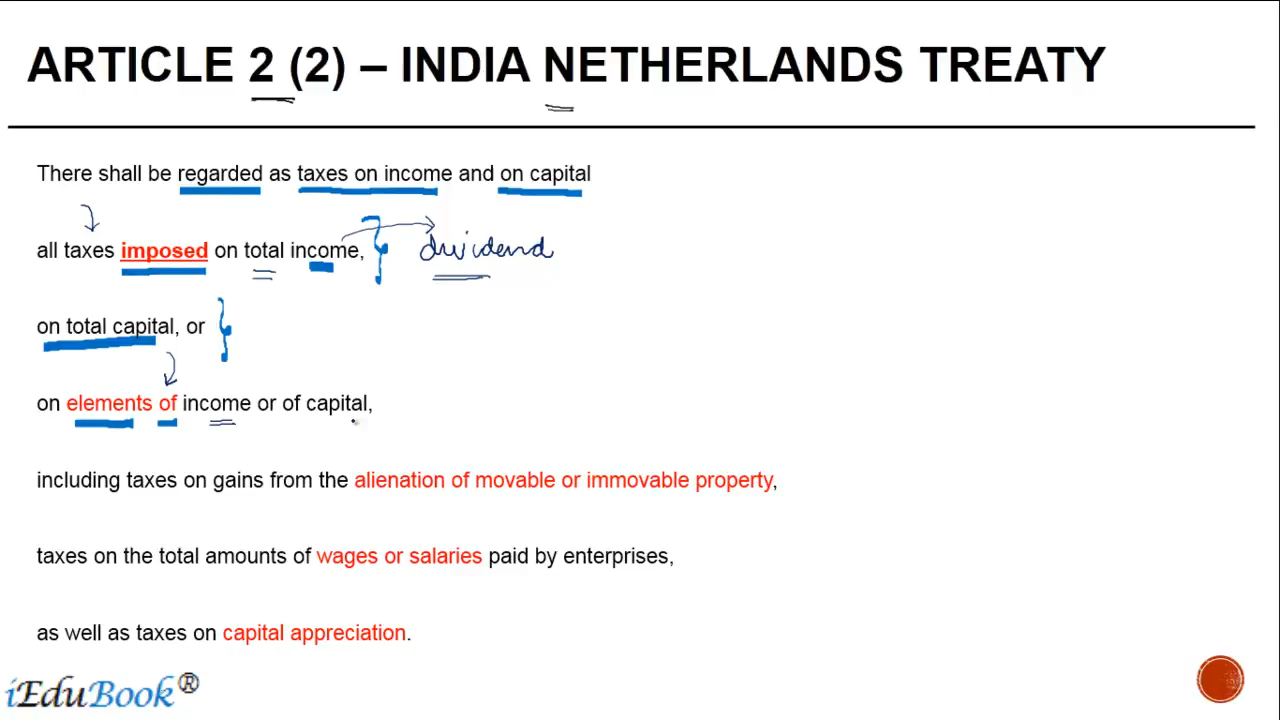 ARTICLE 2 (2) – INDIA NETHERLANDS TREATY
There shall be regarded as taxes on income and on capital
all taxes imposed on total income, dividend
on total capital, or
on elements of income or of capital,
including taxes on gains from the alienation of movable or immovable property,
taxes on the total amounts of wages or salaries paid by enterprises,
as well as taxes on capital appreciation.
iEduBook®